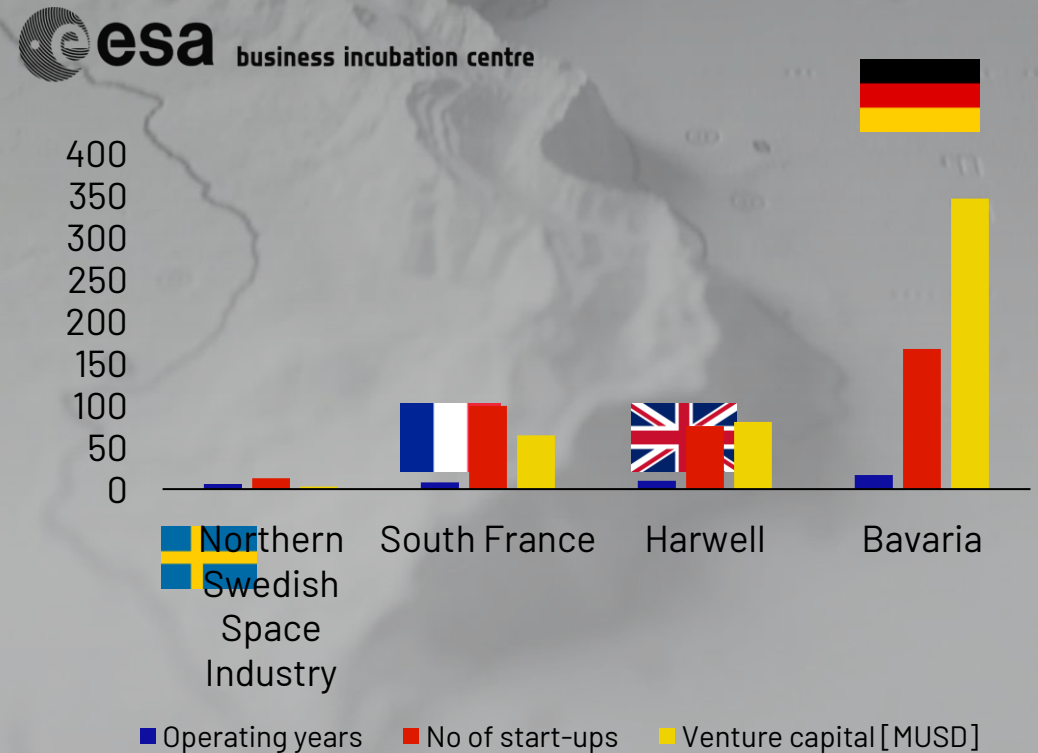 esa business incubation centre
400
350
300
250
200
150
100
50
0
Northern
Swedish
Space
Industry
South France
Harwell
Bavaria
Operating years
No of start-ups
Venture capital [MUSD]